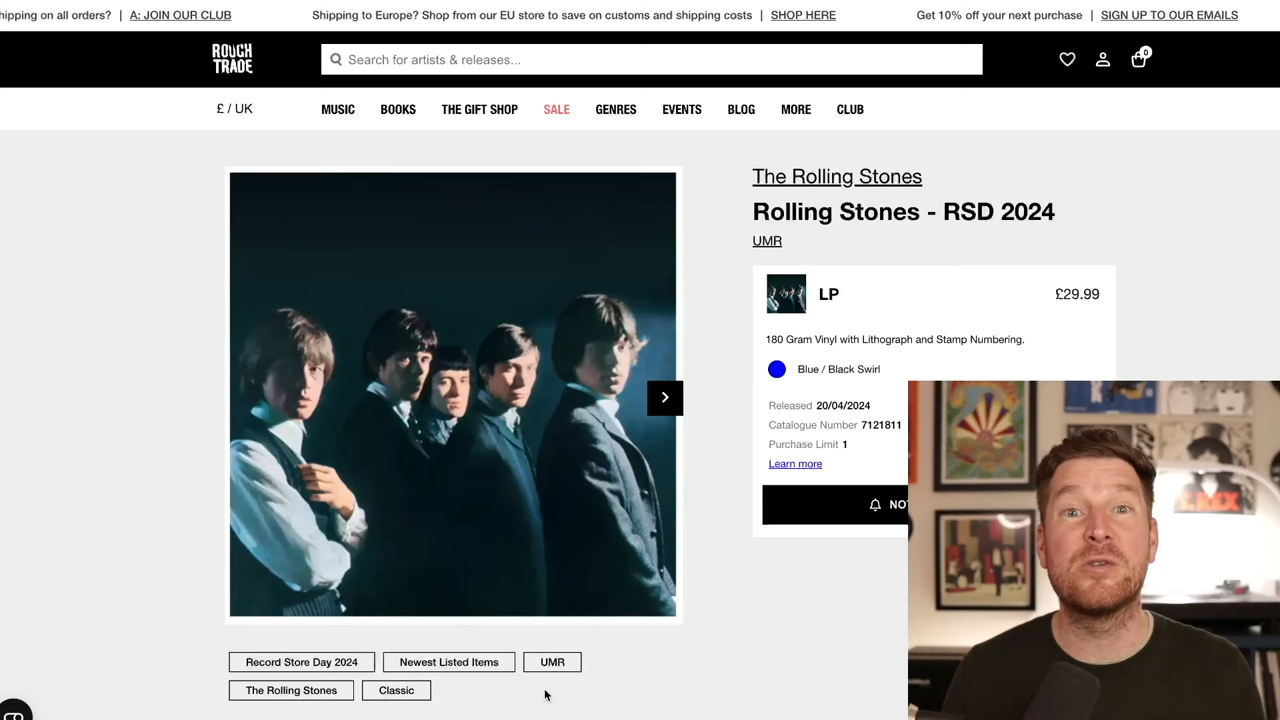 hipping on all orders? | A: JOIN OUR CLUB
Shipping to Europe? Shop from our EU store to save on customs and shipping costs | SHOP HERE
Get 10% off your next purchase | SIGN UP TO OUR EMAILS
ROUGH TRADE
Search for artists & releases...
0
£ / UK
MUSIC BOOKS THE GIFT SHOP SALE GENRES EVENTS BLOG MORE CLUB
The Rolling Stones
Rolling Stones - RSD 2024
UMR
LP £29.99
180 Gram Vinyl with Lithograph and Stamp Numbering.
Blue / Black Swirl
Released 20/04/2024
Catalogue Number 7121811
Purchase Limit 1
Learn more
NO
T.REX
Record Store Day 2024 Newest Listed Items UMR
The Rolling Stones Classic